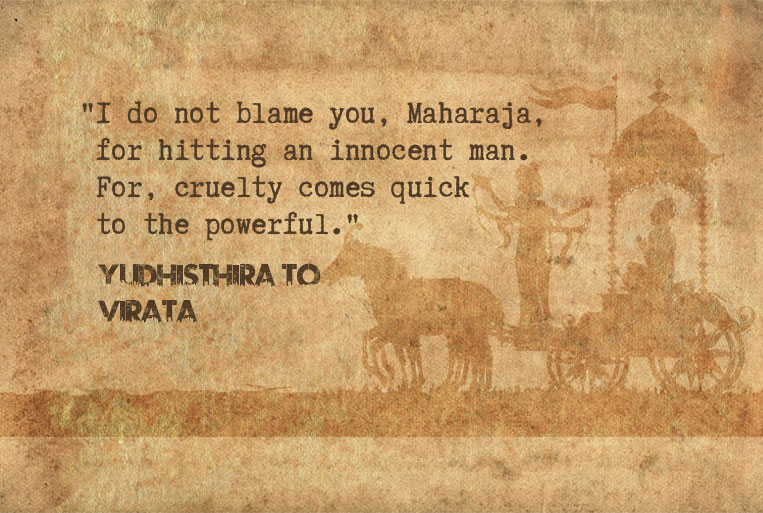 "I do not blame you, Maharaja,
for hitting an innocent man.
For, cruelty comes quick
to the powerful."
YUDHISTHIRA TO
VIRATA